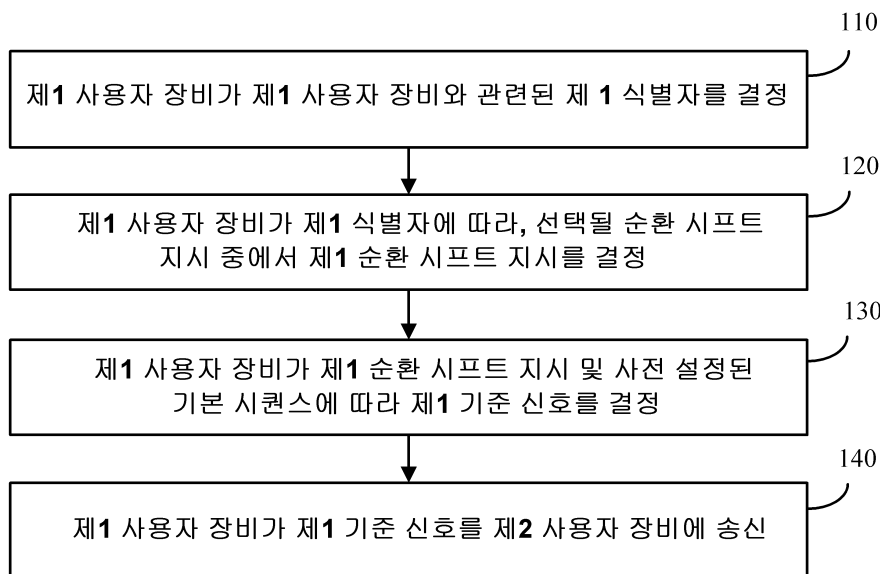 110
제1 사용자 장비가 제1 사용자 장비와 관련된 제 1 식별자를 결정
120
제1 사용자 장비가 제1 식별자에 따라, 선택될 순환 시프트
지시 중에서 제1 순환 시프트 지시를 결정
130
제1 사용자 장비가 제1 순환 시프트 지시 및 사전 설정된
기본 시퀀스에 따라 제1 기준 신호를 결정
140
제1 사용자 장비가 제1 기준 신호를 제2 사용자 장비에 송신